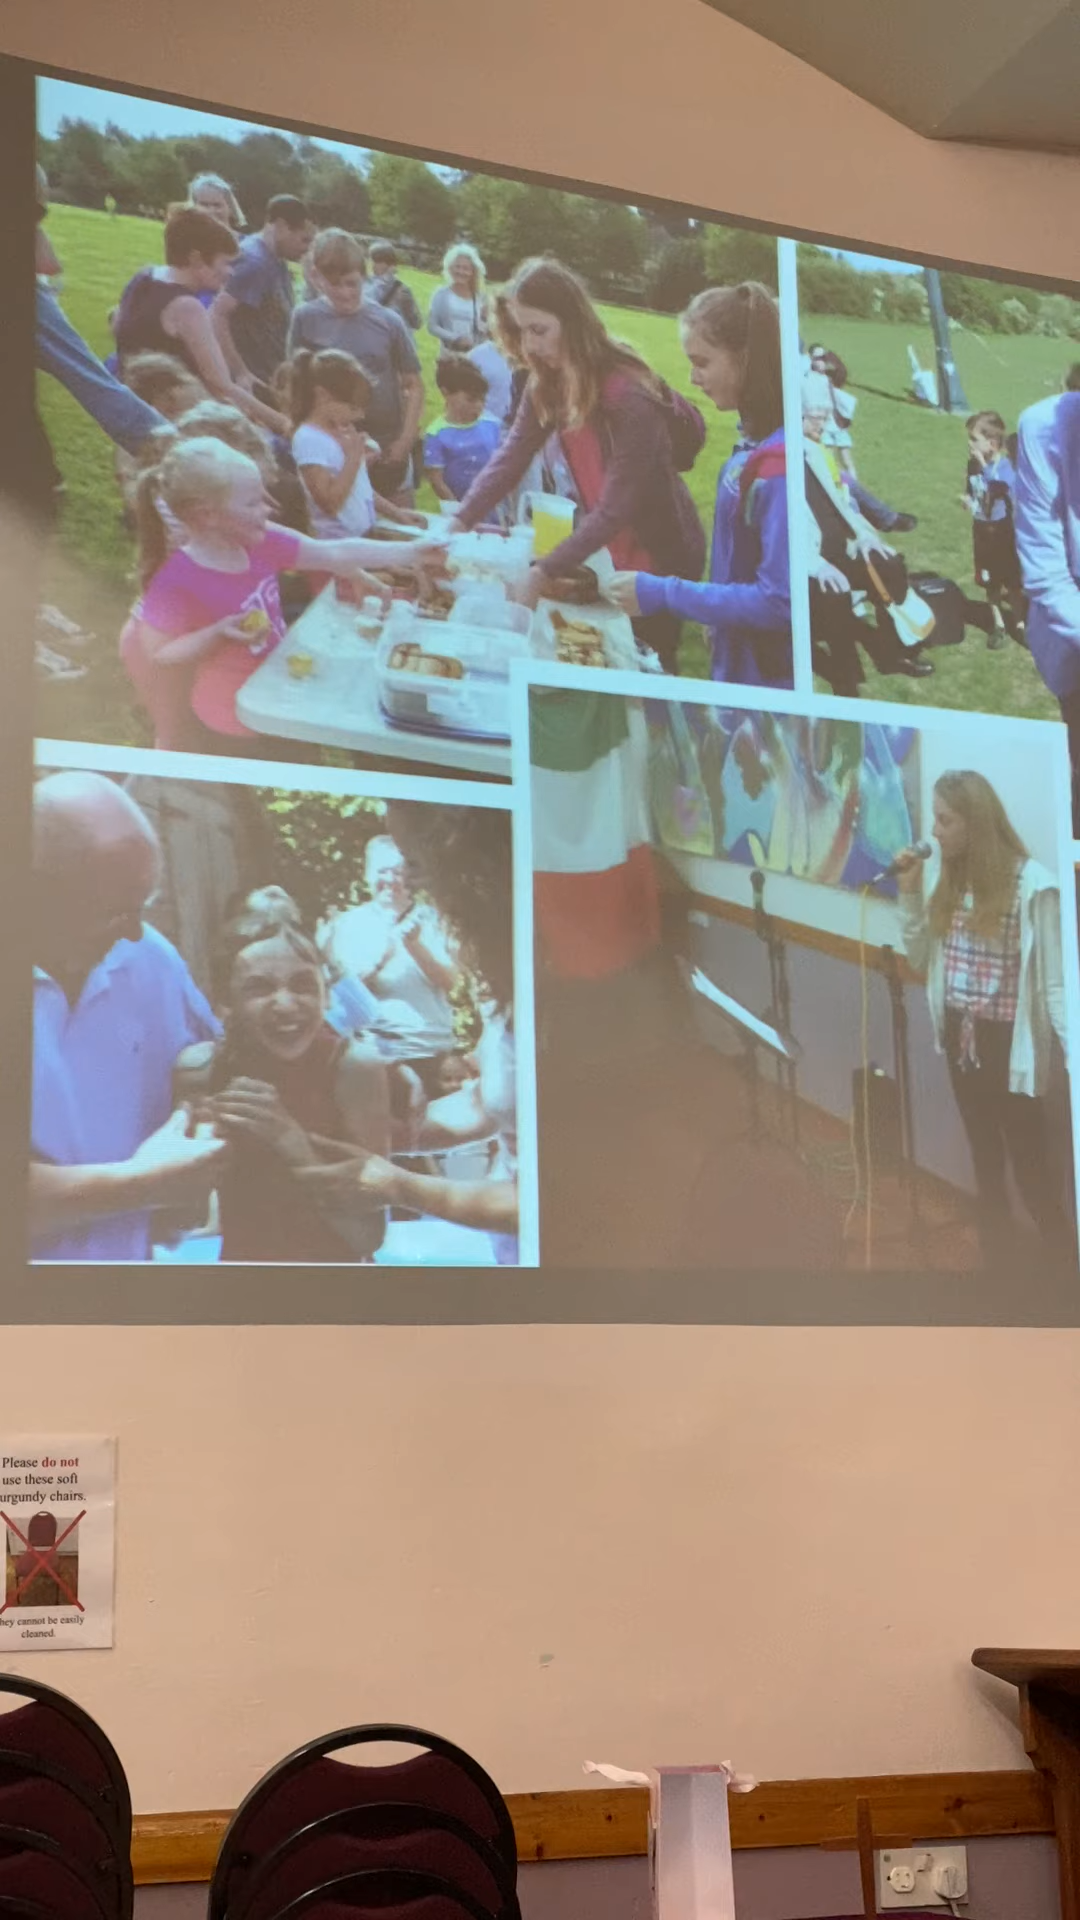 Please do not
use these soft
urgundy chairs.
hey cannot be easily
cleaned.